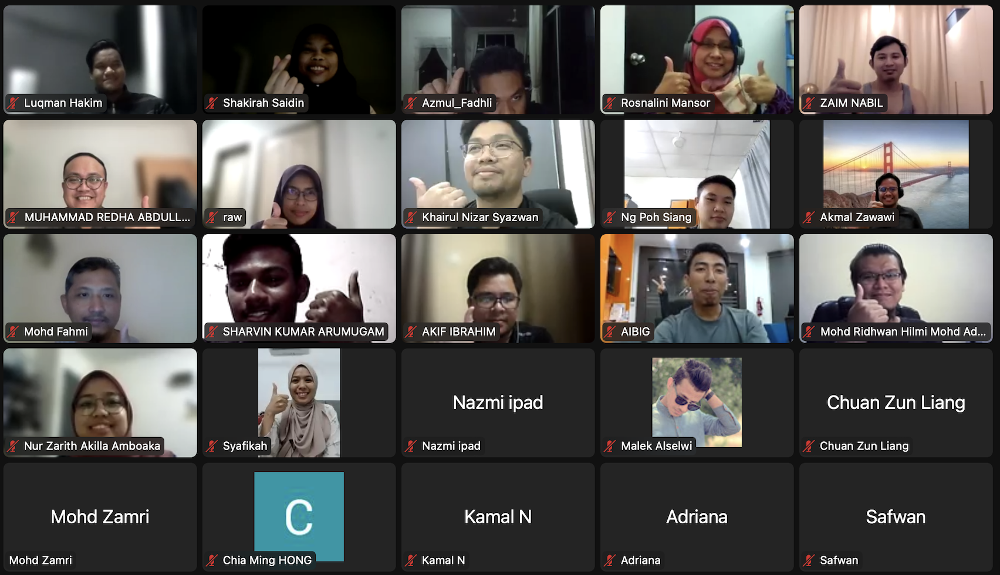 Luqman Hakim
Shakirah Saidin
Azmul_Fadhli
Rosnalini Mansor
ZAIM NABIL
MUHAMMAD REDHA ABDULL...
raw
Khairul Nizar Syazwan
Ng Poh Siang
Akmal Zawawi
Mohd Fahmi
SHARVIN KUMAR ARUMUGAM
AKIF IBRAHIM
AIBIG
Mohd Ridhwan Hilmi Mohd Ad...
Nur Zarith Akilla Amboaka
Syafikah
Nazmi ipad
Nazmi ipad
Malek Alselwi
Chuan Zun Liang
Chuan Zun Liang
Mohd Zamri
Mohd Zamri
C
Chia Ming HONG
Kamal N
Kamal N
Adriana
Adriana
Safwan
Safwan